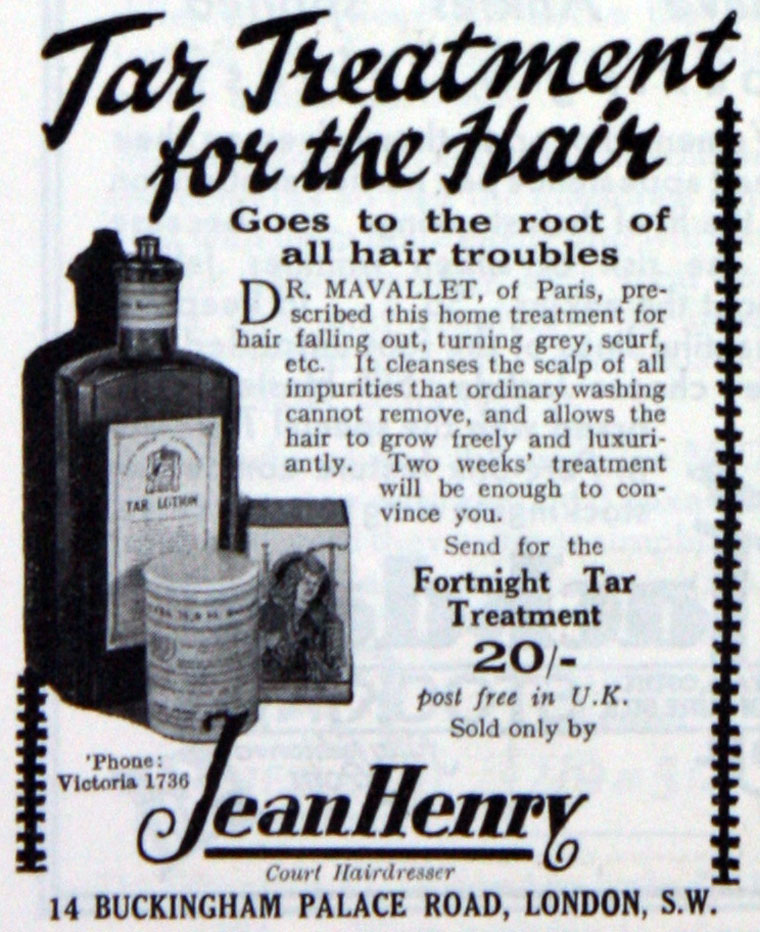 Tar Treatment
for the Hair
Goes to the root of
all hair troubles
DR. MAVALLET, of Paris, pre-
scribed this home treatment for
hair falling out, turning grey, scurf,
etc. It cleanses the scalp of all
impurities that ordinary washing
cannot remove, and allows the
hair to grow freely and luxuri-
antly. Two weeks' treatment
will be enough to con-
vince you.
TAR LOTION
Send for the
Fortnight Tar
Treatment
20/-
post free in U.K.
Sold only by
'Phone:
Victoria 1736
Jean Henry
Court Hairdresser
14 BUCKINGHAM PALACE ROAD, LONDON, S.W.